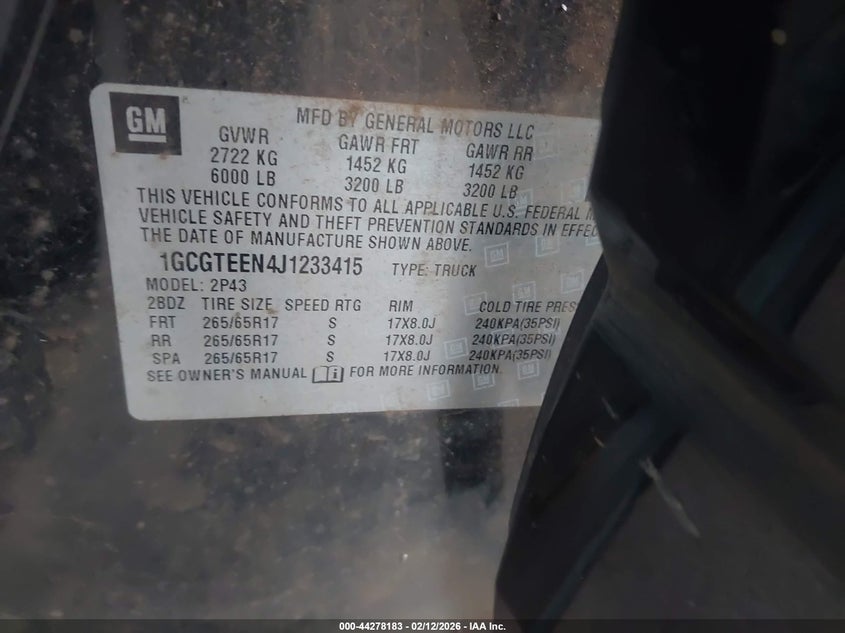 GM
MFD BY GENERAL MOTORS LLC
GVWR GAWR FRT GAWR RR
2722 KG 1452 KG 1452 KG
6000 LB 3200 LB 3200 LB
THIS VEHICLE CONFORMS TO ALL APPLICABLE U.S. FEDERAL
VEHICLE SAFETY AND THEFT PREVENTION STANDARDS IN EFFEC
THE DATE OF MANUFACTURE SHOWN ABOVE.
1GCGTEEN4J1233415 TYPE: TRUCK
MODEL: 2P43
2BDZ TIRE SIZE SPEED RTG RIM COLD TIRE PRES
FRT 265/65R17 S 17X8.0J 240KPA(35PSI)
RR 265/65R17 S 17X8.0J 240KPA(35PSI)
SPA 265/65R17 S 17X8.0J 240KPA(35PSI)
SEE OWNER'S MANUAL FOR MORE INFORMATION.
000-44278183 - 02/12/2026 - IAA Inc.